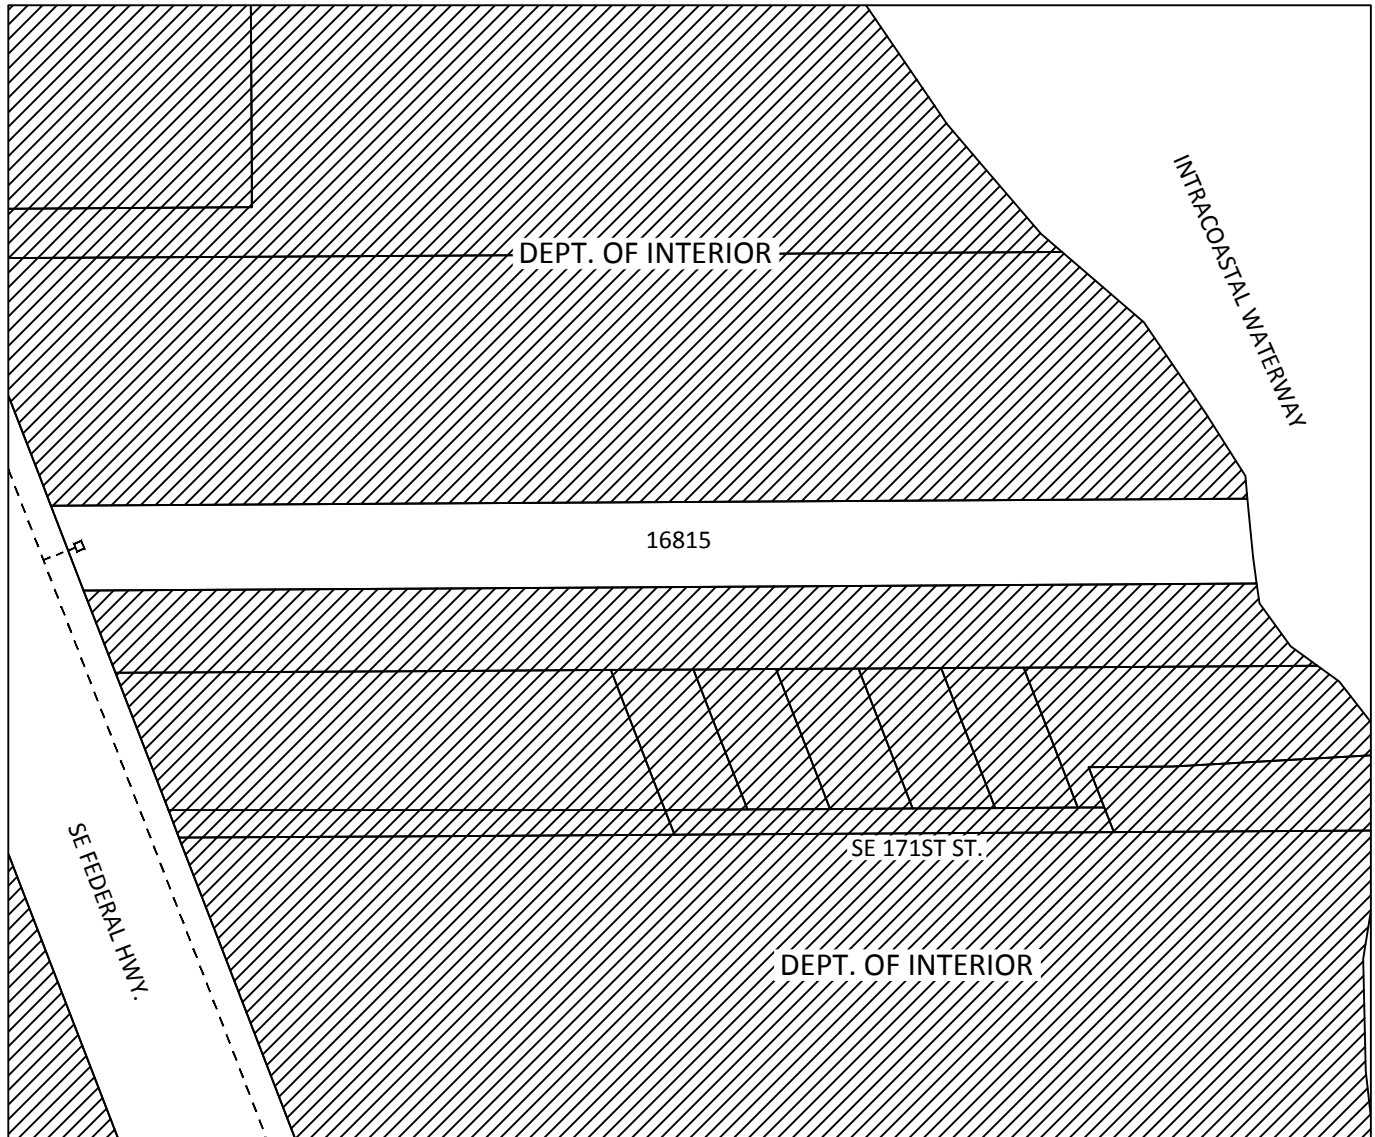 DEPT. OF INTERIOR
INTRACOASTAL WATERWAY
16815
SE 171ST ST.
SE FEDERAL HWY.
DEPT. OF INTERIOR